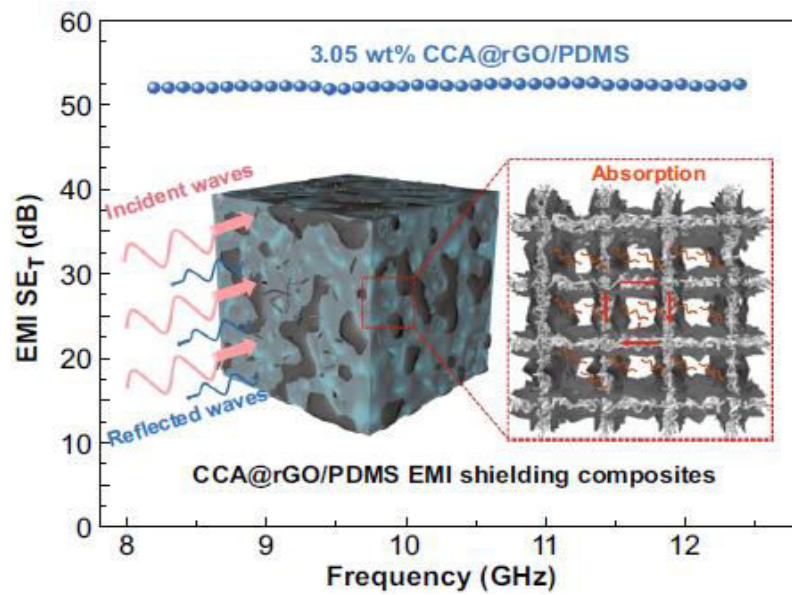 60
50
40
30
20
10
0
EMI SE_T (dB)
3.05 wt% CCA@rGO/PDMS
Incident waves
Absorption
Reflected waves
CCA@rGO/PDMS EMI shielding composites
8
9
10
11
12
Frequency (GHz)